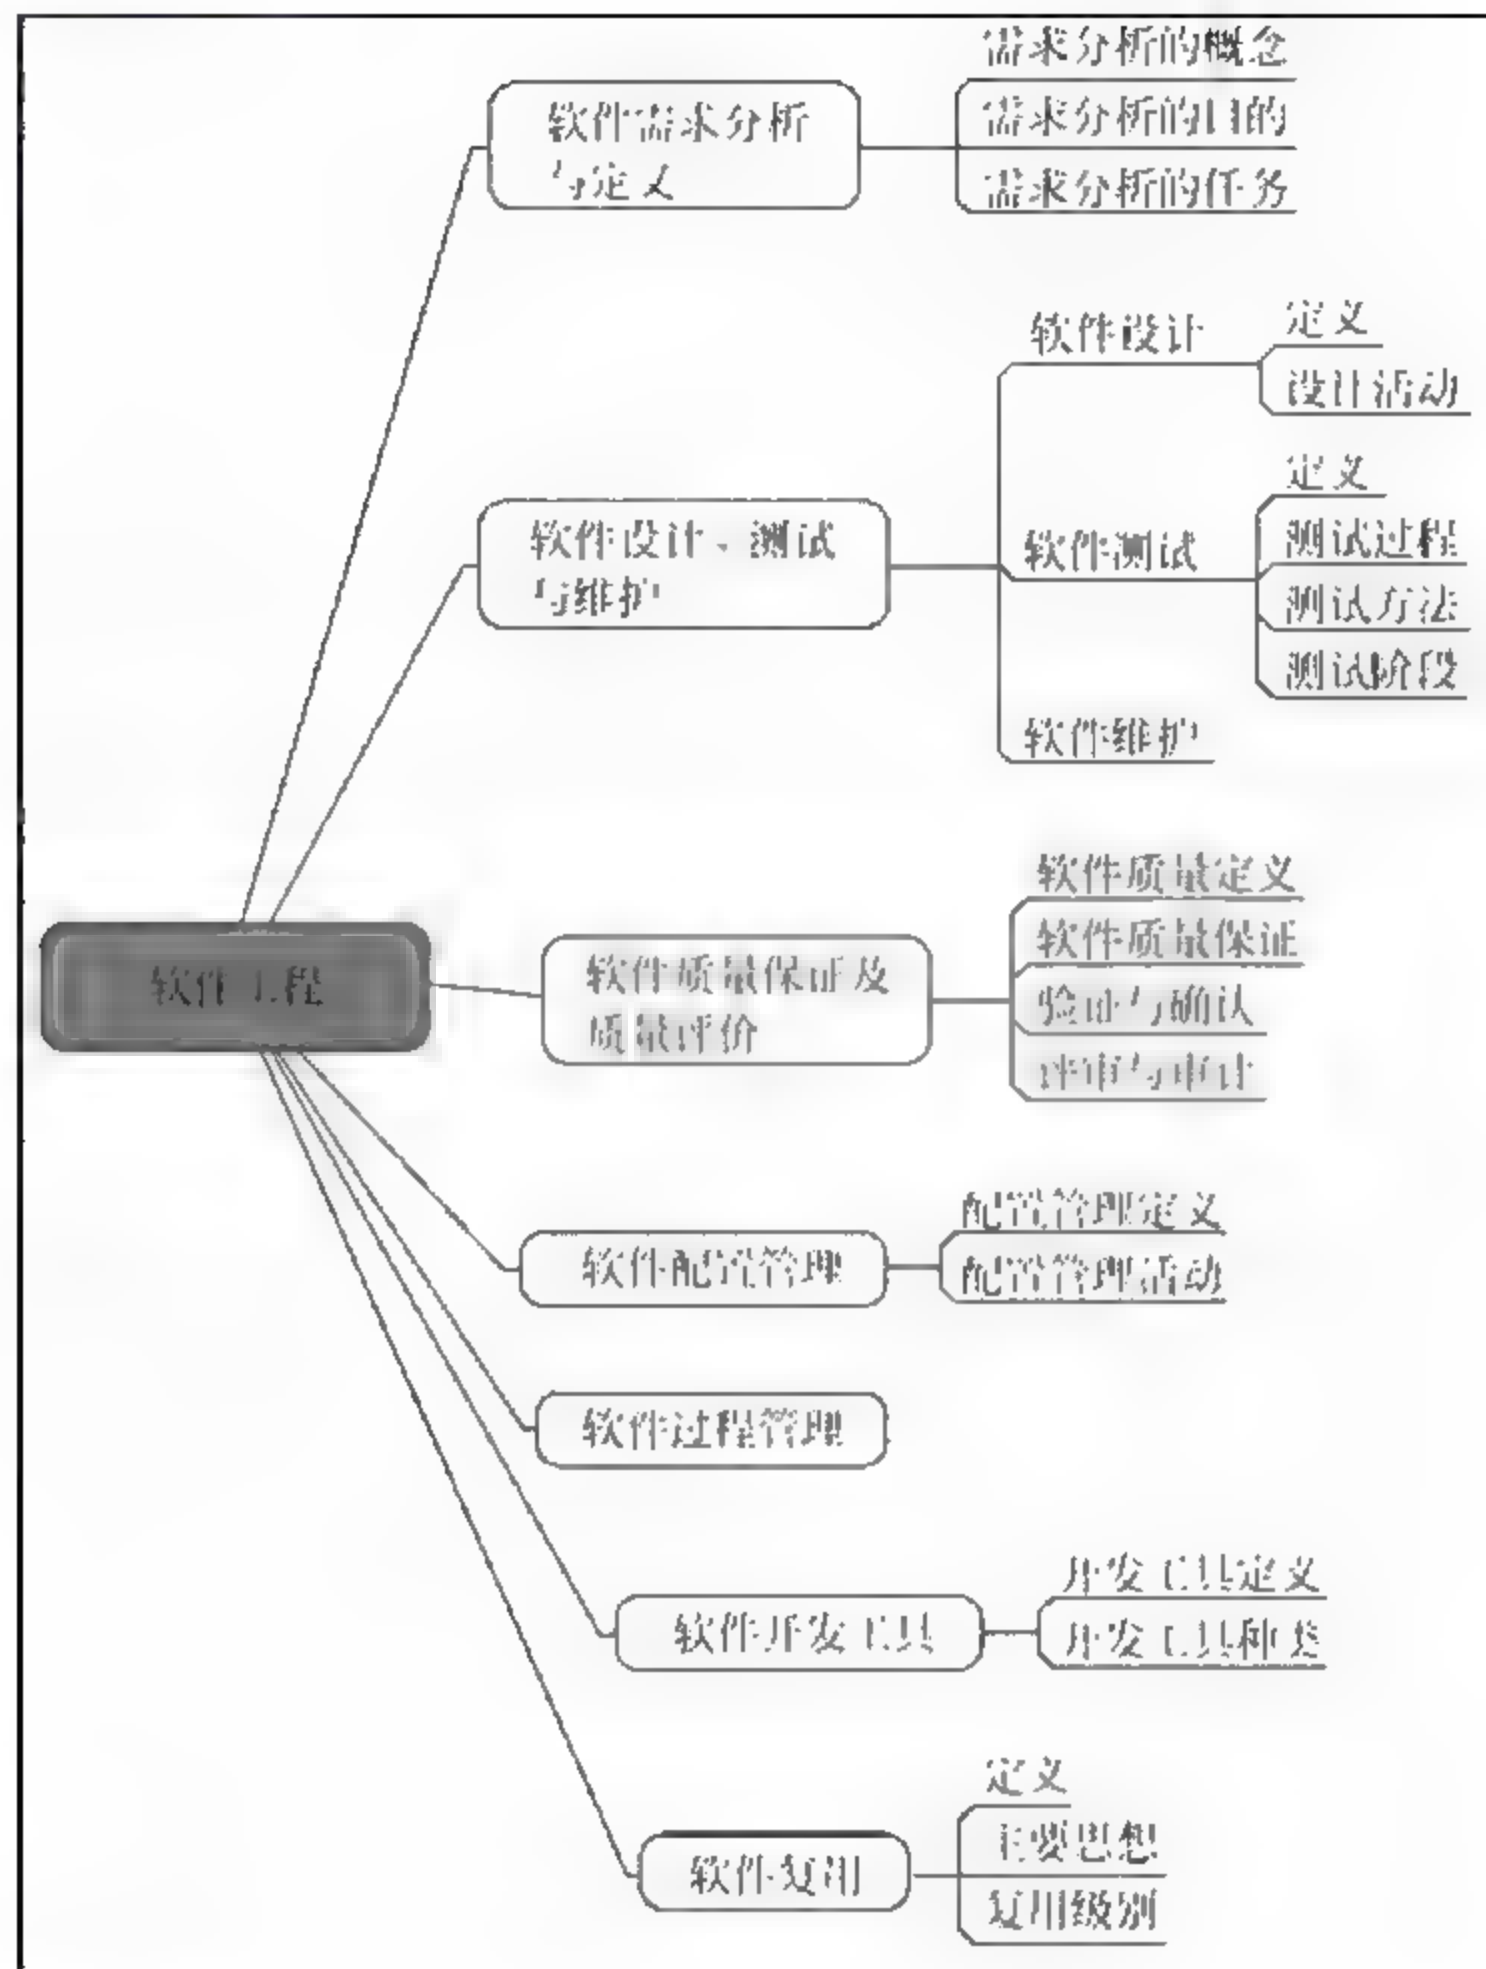 需求分析的概念
软件需求分析
与定义
需求分析的目的
需求分析的任务
软件设计
定义
设计活动
软件设计、测试
与维护
软件测试
定义
测试过程
测试方法
测试阶段
软件维护
软件工程
软件质量保证及
质量评价
软件质量定义
软件质量保证
验证与确认
评审与审计
软件配置管理
配置管理定义
配置管理活动
软件过程管理
软件开发工具
开发工具定义
开发工具种类
软件复用
定义
主要思想
复用级别